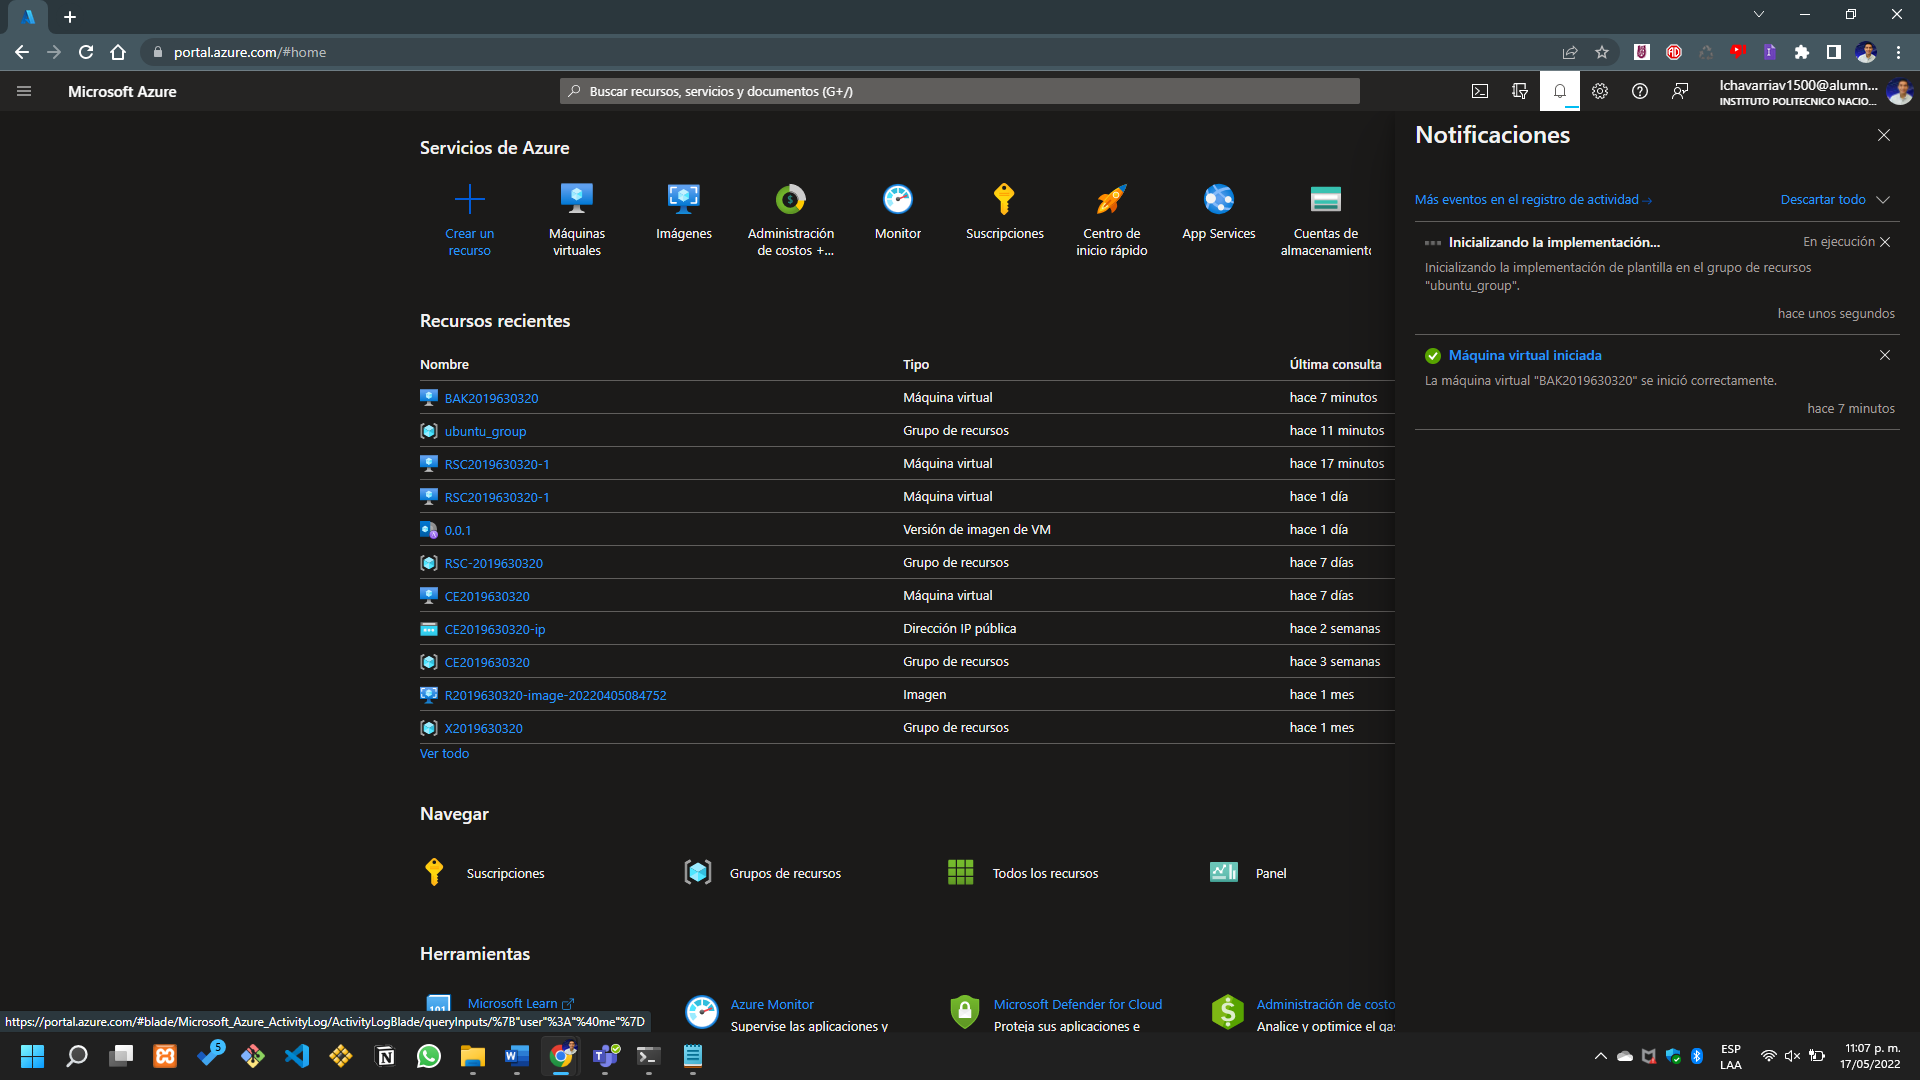 portal.azure.com/#home
Microsoft Azure
Buscar recursos, servicios y documentos (G+/)
lchavarriav1500@alumn...
INSTITUTO POLITECNICO NACIO...
Servicios de Azure
Crear un
recurso
Máquinas
virtuales
Imágenes
Administración
de costos +...
Monitor
Suscripciones
Centro de
inicio rápido
App Services
Cuentas de
almacenamiento
Recursos recientes
Nombre Tipo Última consulta
BAK2019630320 Máquina virtual hace 7 minutos
ubuntu_group Grupo de recursos hace 11 minutos
RSC2019630320-1 Máquina virtual hace 17 minutos
RSC2019630320-1 Máquina virtual hace 1 día
0.0.1 Versión de imagen de VM hace 1 día
RSC-2019630320 Grupo de recursos hace 7 días
CE2019630320 Máquina virtual hace 7 días
CE2019630320-ip Dirección IP pública hace 2 semanas
CE2019630320 Grupo de recursos hace 3 semanas
R2019630320-image-20220405084752 Imagen hace 1 mes
X2019630320 Grupo de recursos hace 1 mes
Ver todo
Navegar
Suscripciones
Grupos de recursos
Todos los recursos
Panel
Herramientas
Microsoft Learn
Azure Monitor
Supervise las aplicaciones y
Microsoft Defender for Cloud
Proteja sus aplicaciones e
Administración de costo
Analice y optimice el gas
Notificaciones
Más eventos en el registro de actividad →
Descartar todo
Inicializando la implementación...
En ejecución
Inicializando la implementación de plantilla en el grupo de recursos
"ubuntu_group".
hace unos segundos
Máquina virtual iniciada
La máquina virtual "BAK2019630320" se inició correctamente.
hace 7 minutos
https://portal.azure.com/#blade/Microsoft_Azure_ActivityLog/ActivityLogBlade/queryInputs/%7B"user"%3A"%40me"%7D
5
ESP
LAA
11:07 p. m.
17/05/2022